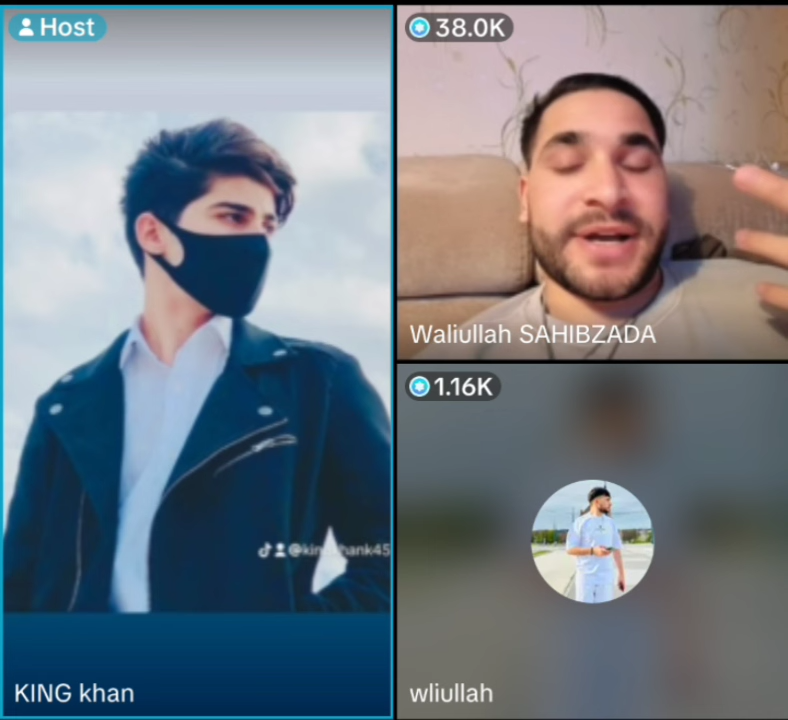 Host
KING khan
38.0K
Waliullah SAHIBZADA
1.16K
wliullah